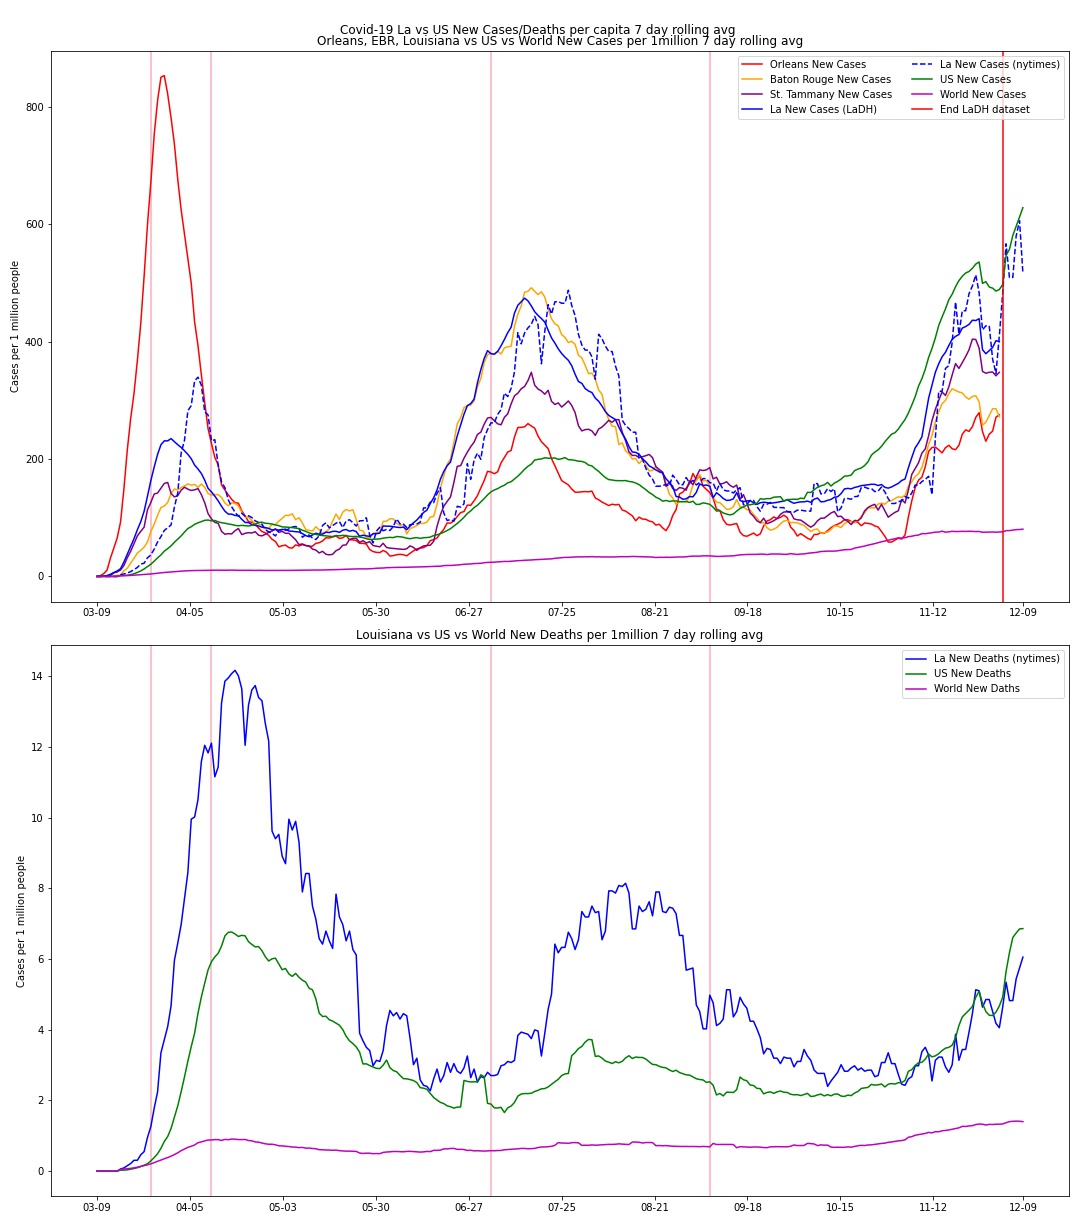 Covid-19 La vs US New Cases/Deaths per capita 7 day rolling avg
Orleans, EBR, Louisiana vs US vs World New Cases per 1million 7 day rolling avg
Orleans New Cases
Baton Rouge New Cases
St. Tammany New Cases
La New Cases (LaDH)
La New Cases (nytimes)
US New Cases
World New Cases
End LaDH dataset
Cases per 1 million people
800
600
400
200
0
03-09 04-05 05-03 05-30 06-27 07-25 08-21 09-18 10-15 11-12 12-09
Louisiana vs US vs World New Deaths per 1million 7 day rolling avg
La New Deaths (nytimes)
US New Deaths
World New Daths
Cases per 1 million people
14
12
10
8
6
4
2
0
03-09 04-05 05-03 05-30 06-27 07-25 08-21 09-18 10-15 11-12 12-09